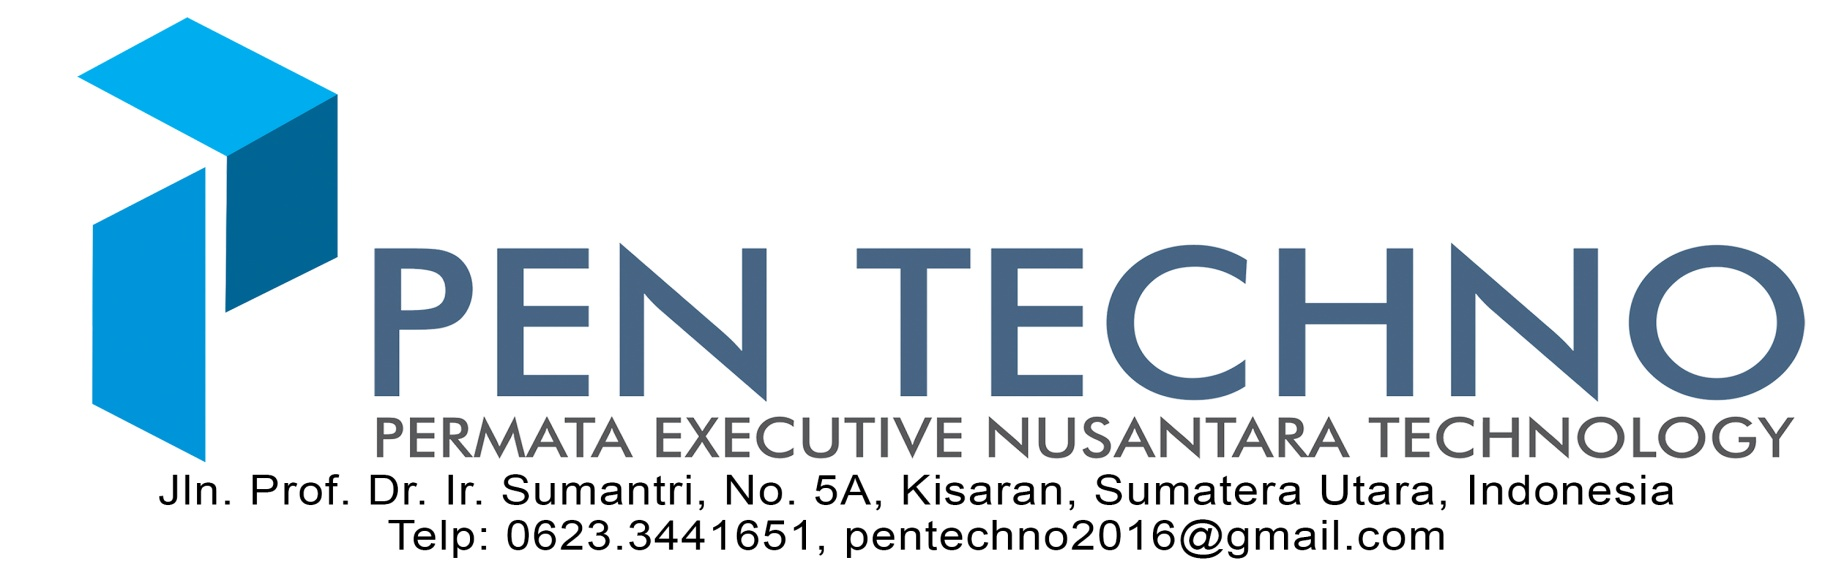 PEN TECHNO
PERMATA EXECUTIVE NUSANTARA TECHNOLOGY
Jln. Prof. Dr. Ir. Sumantri, No. 5A, Kisaran, Sumatera Utara, Indonesia
Telp: 0623.3441651, pentechno2016@gmail.com